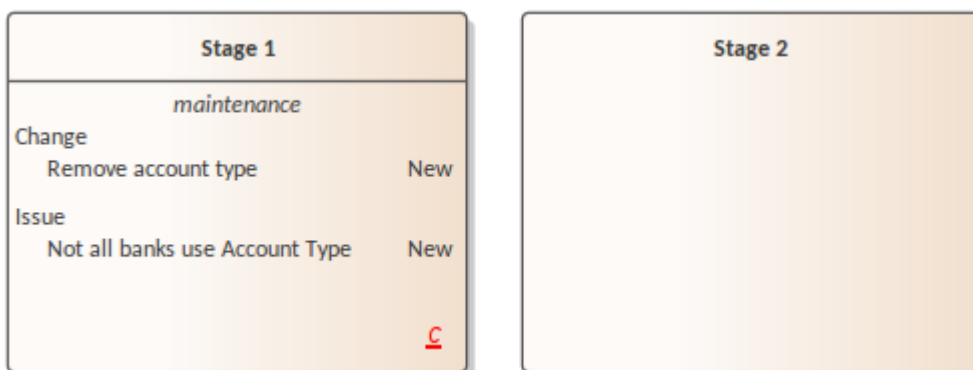 Stage 1
maintenance
Change
Remove account type New
Issue
Not all banks use Account Type New
C
Stage 2